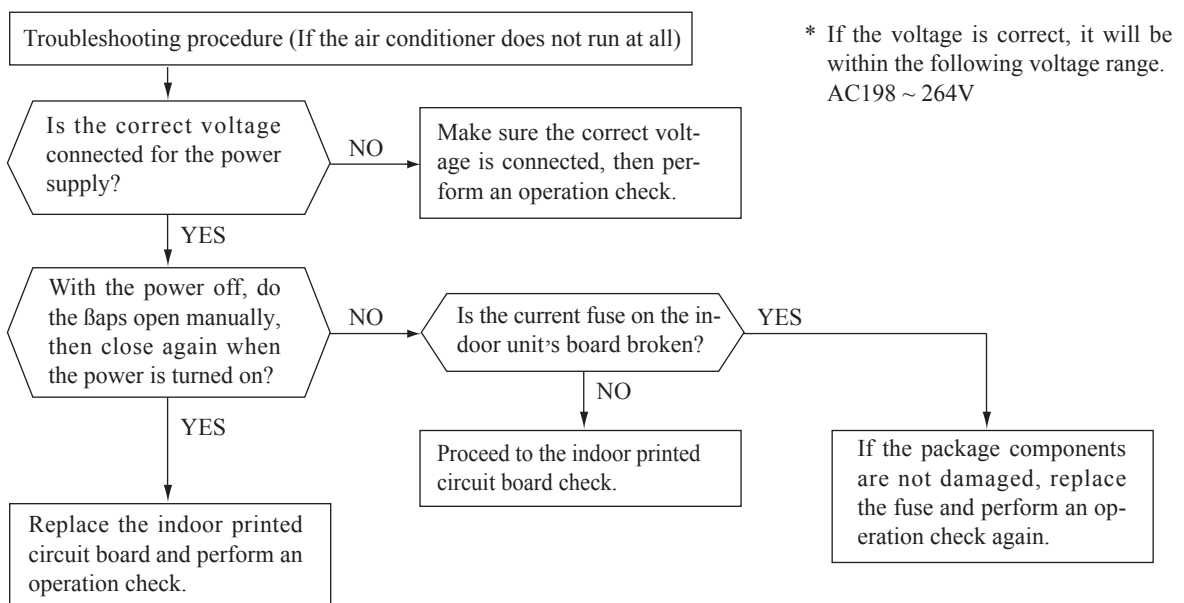 Troubleshooting procedure (If the air conditioner does not run at all)
* If the voltage is correct, it will be
within the following voltage range.
AC198 ~ 264V
Is the correct voltage
connected for the power
supply?
NO
Make sure the correct volt-
age is connected, then per-
form an operation check.
YES
With the power off, do
the ßaps open manually,
then close again when
the power is turned on?
NO
Is the current fuse on the in-
door unit's board broken?
YES
NO
YES
Proceed to the indoor printed
circuit board check.
If the package components
are not damaged, replace
the fuse and perform an op-
eration check again.
Replace the indoor printed
circuit board and perform an
operation check.